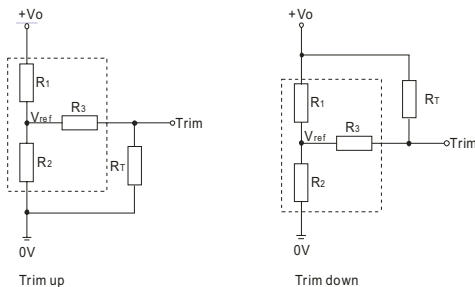 +Vo
R1
Vref
R3
Trim
R2
RT
0V
Trim up
+Vo
R1
RT
Vref
R3
Trim
R2
0V
Trim down